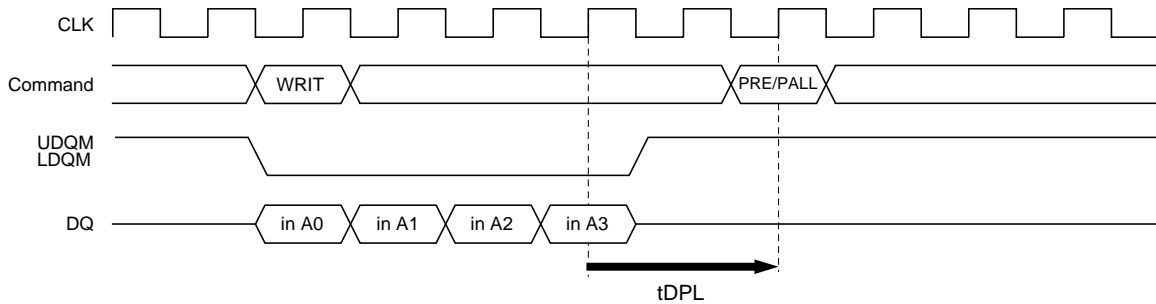 CLK
Command WRIT PRE/PALL
UDQM
LDQM
DQ in A0 in A1 in A2 in A3
tDPL